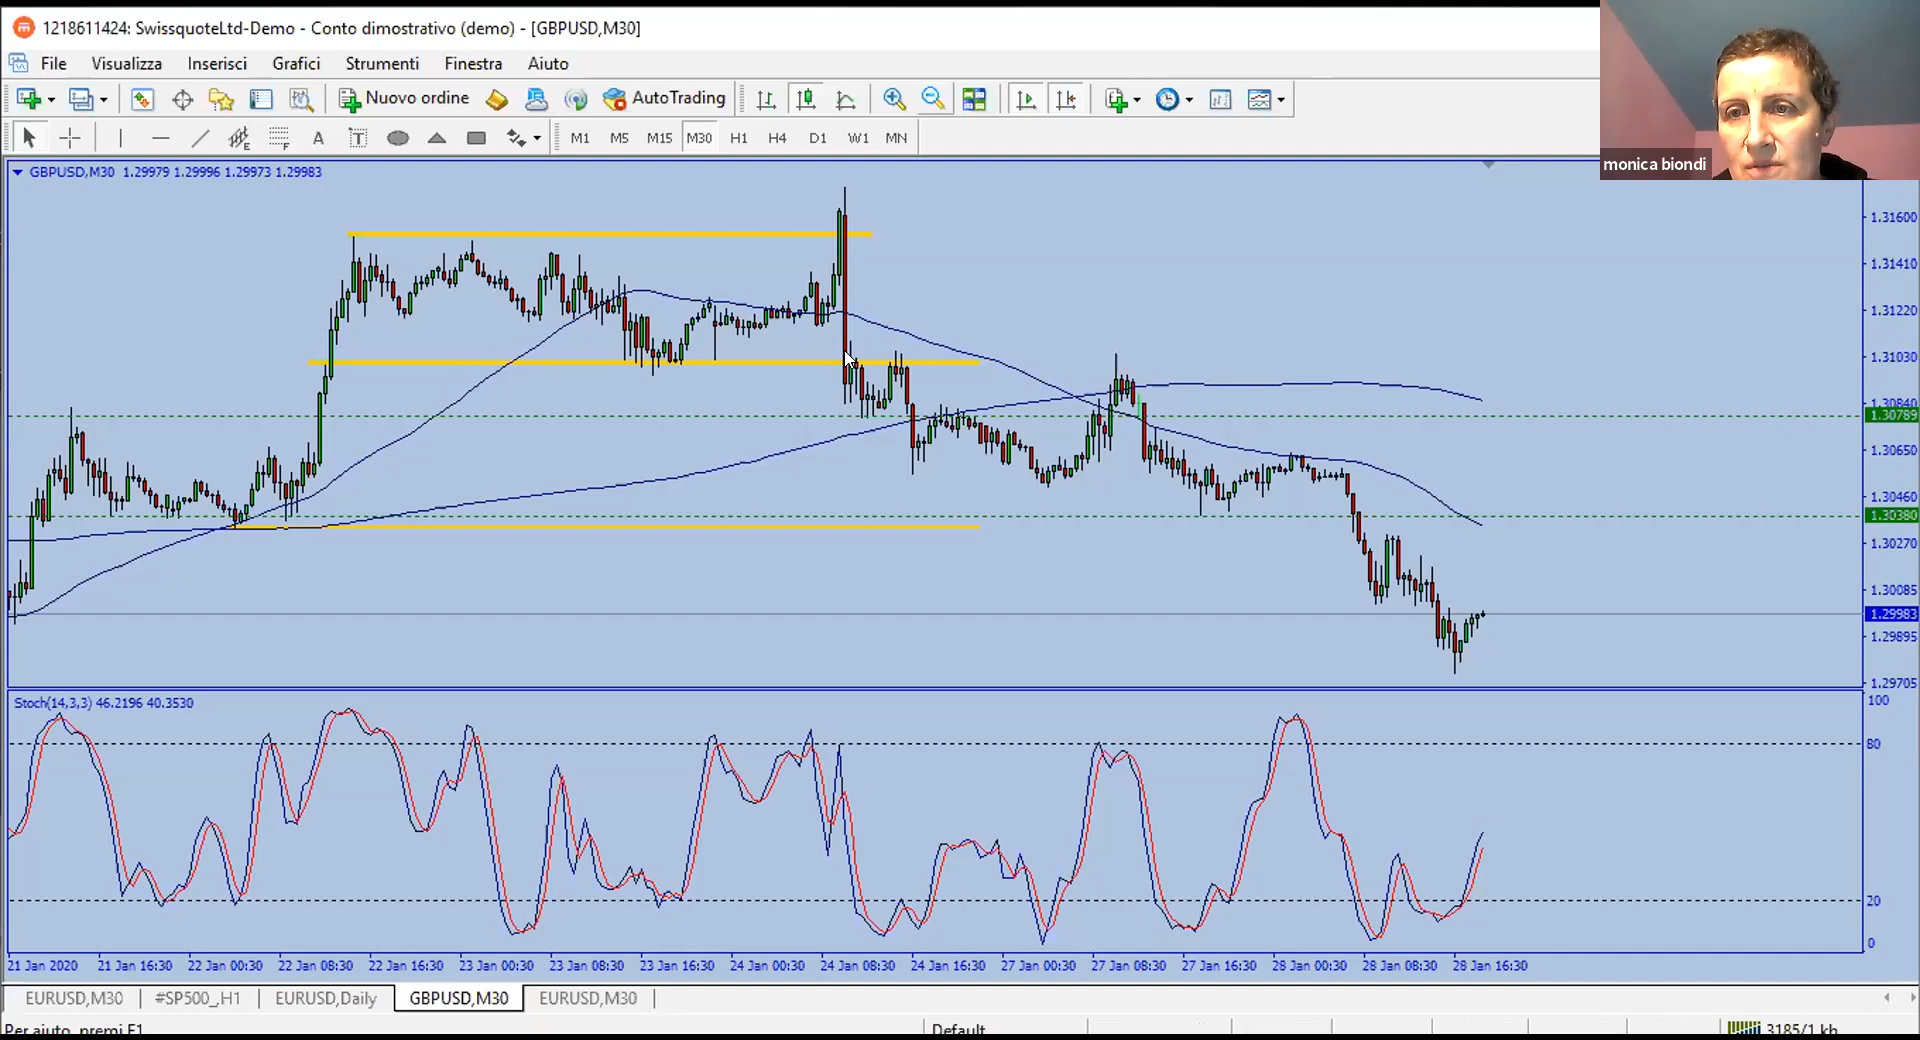 1218611424: SwissquoteLtd-Demo - Conto dimostrativo (demo) - [GBPUSD,M30]
File Visualizza Inserisci Grafici Strumenti Finestra Aiuto
Nuovo ordine AutoTrading
A T M1 M5 M15 M30 H1 H4 D1 W1 MN
monica biondi
GBPUSD,M30 1.29979 1.29996 1.29973 1.29983
1.31600
1.31410
1.31220
1.31030
1.30840
1.30789
1.30650
1.30460
1.30380
1.30270
1.30085
1.29983
1.29895
1.29705
Stoch(14,3,3) 46.2196 40.3530
100
80
20
0
21 Jan 2020 21 Jan 16:30 22 Jan 00:30 22 Jan 08:30 22 Jan 16:30 23 Jan 00:30 23 Jan 08:30 23 Jan 16:30 24 Jan 00:30 24 Jan 08:30 24 Jan 16:30 27 Jan 00:30 27 Jan 08:30 27 Jan 16:30 28 Jan 00:30 28 Jan 08:30 28 Jan 16:30
EURUSD,M30 #SP500_,H1 EURUSD,Daily GBPUSD,M30 EURUSD,M30
Per aiuto, premi F1 Default 3185/1 kb